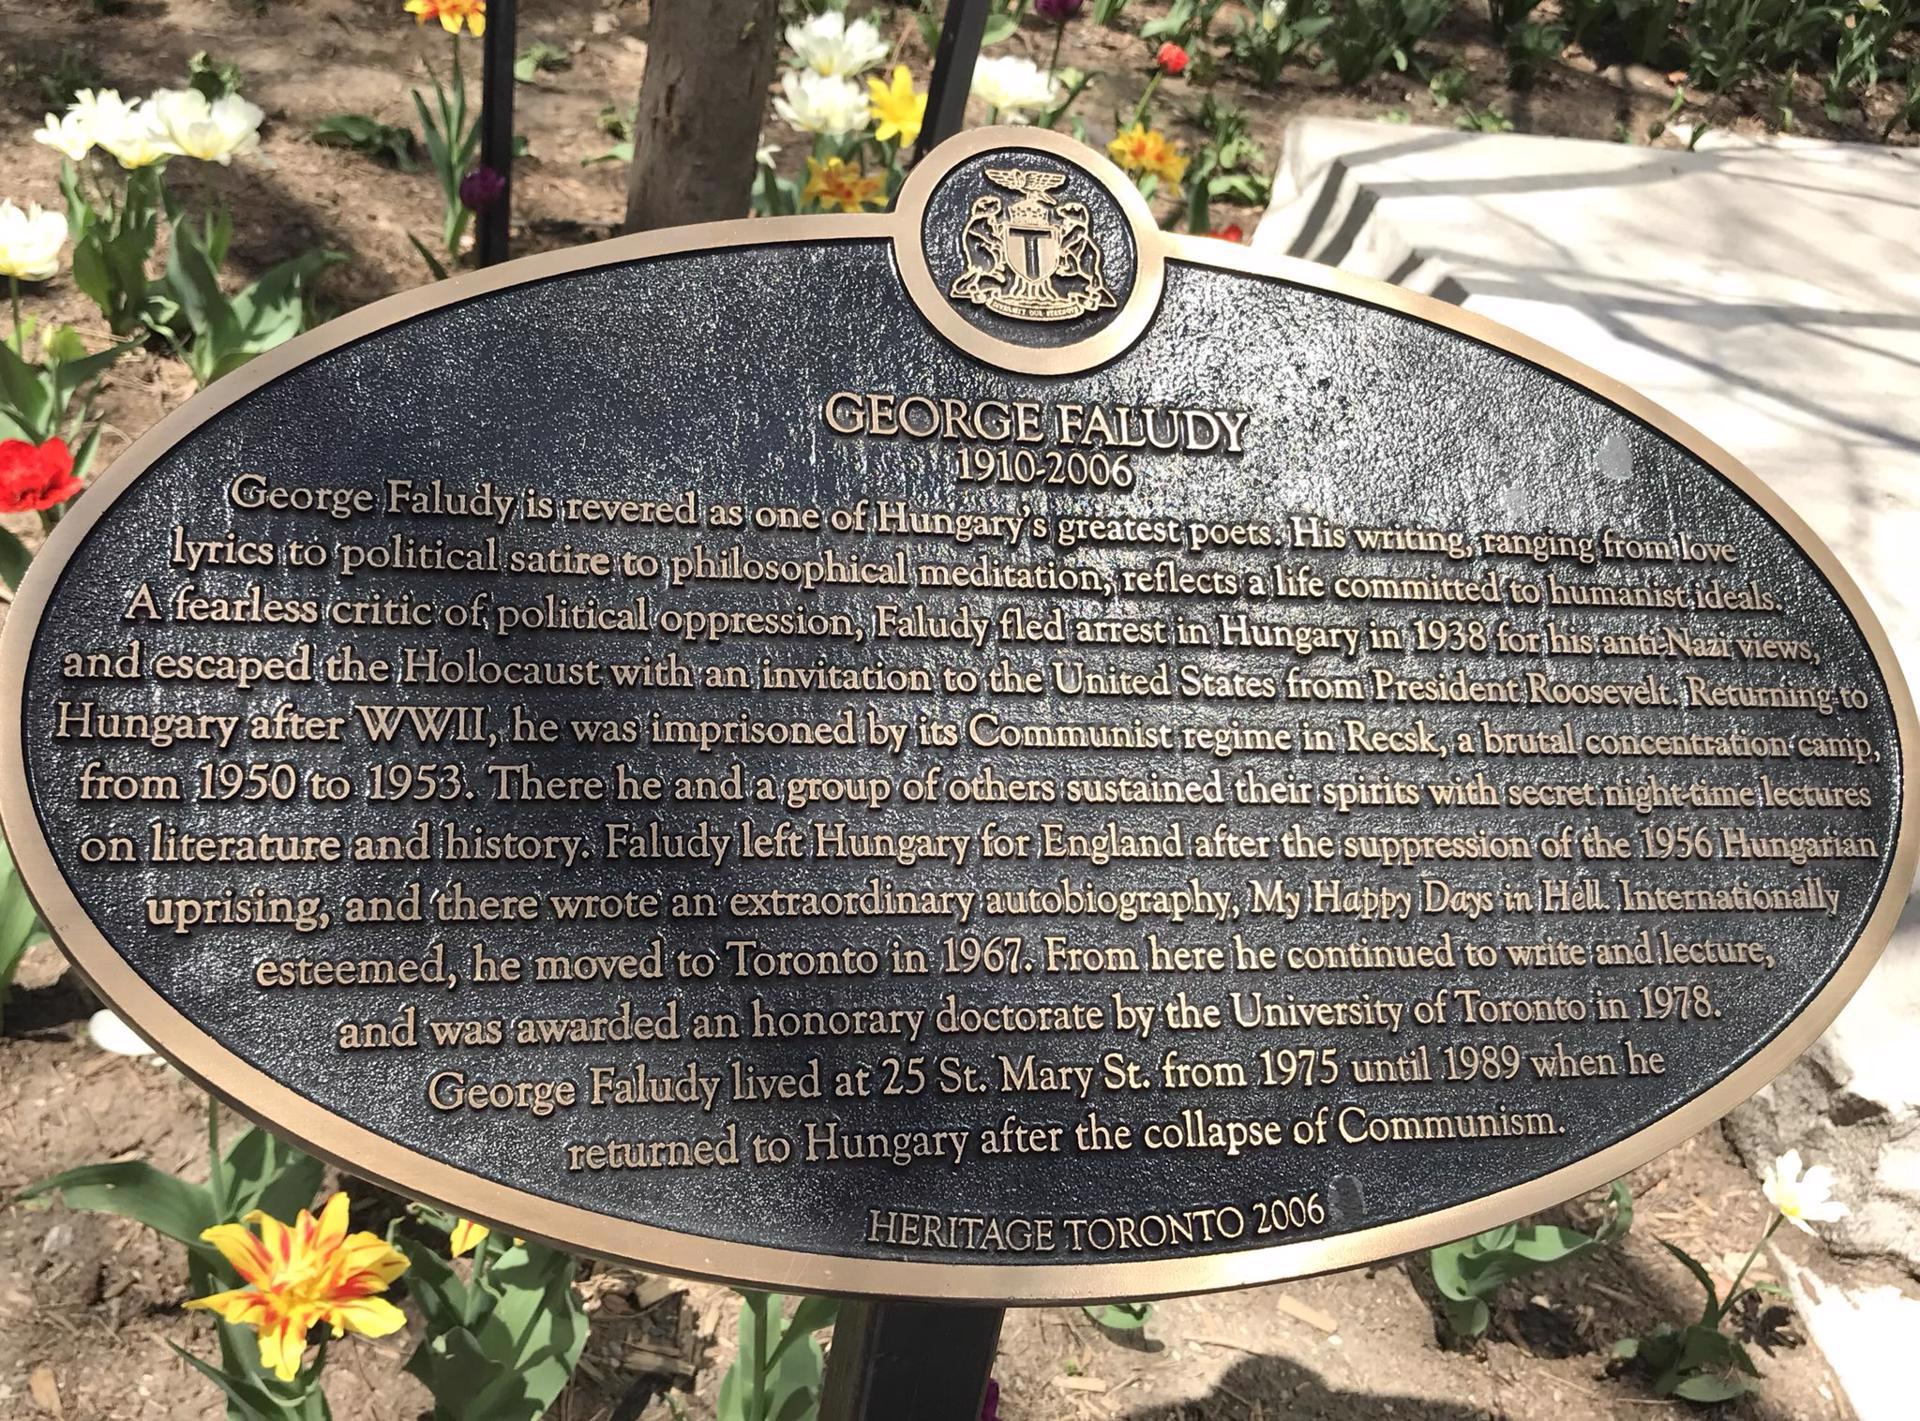 GEORGE FALUDY
1910-2006
George Faludy is revered as one of Hungary's greatest poets. His writing, ranging from love
lyrics to political satire to philosophical meditation, reflects a life committed to humanist ideals.
A fearless critic of political oppression, Faludy fled arrest in Hungary in 1938 for his anti-Nazi views,
and escaped the Holocaust with an invitation to the United States from President Roosevelt. Returning to
Hungary after WWII, he was imprisoned by its Communist regime in Recsk, a brutal concentration camp,
from 1950 to 1953. There he and a group of others sustained their spirits with secret night-time lectures
on literature and history. Faludy left Hungary for England after the suppression of the 1956 Hungarian
uprising, and there wrote an extraordinary autobiography, My Happy Days in Hell. Internationally
esteemed, he moved to Toronto in 1967. From here he continued to write and lecture,
and was awarded an honorary doctorate by the University of Toronto in 1978.
George Faludy lived at 25 St. Mary St. from 1975 until 1989 when he
returned to Hungary after the collapse of Communism.
HERITAGE TORONTO 2006